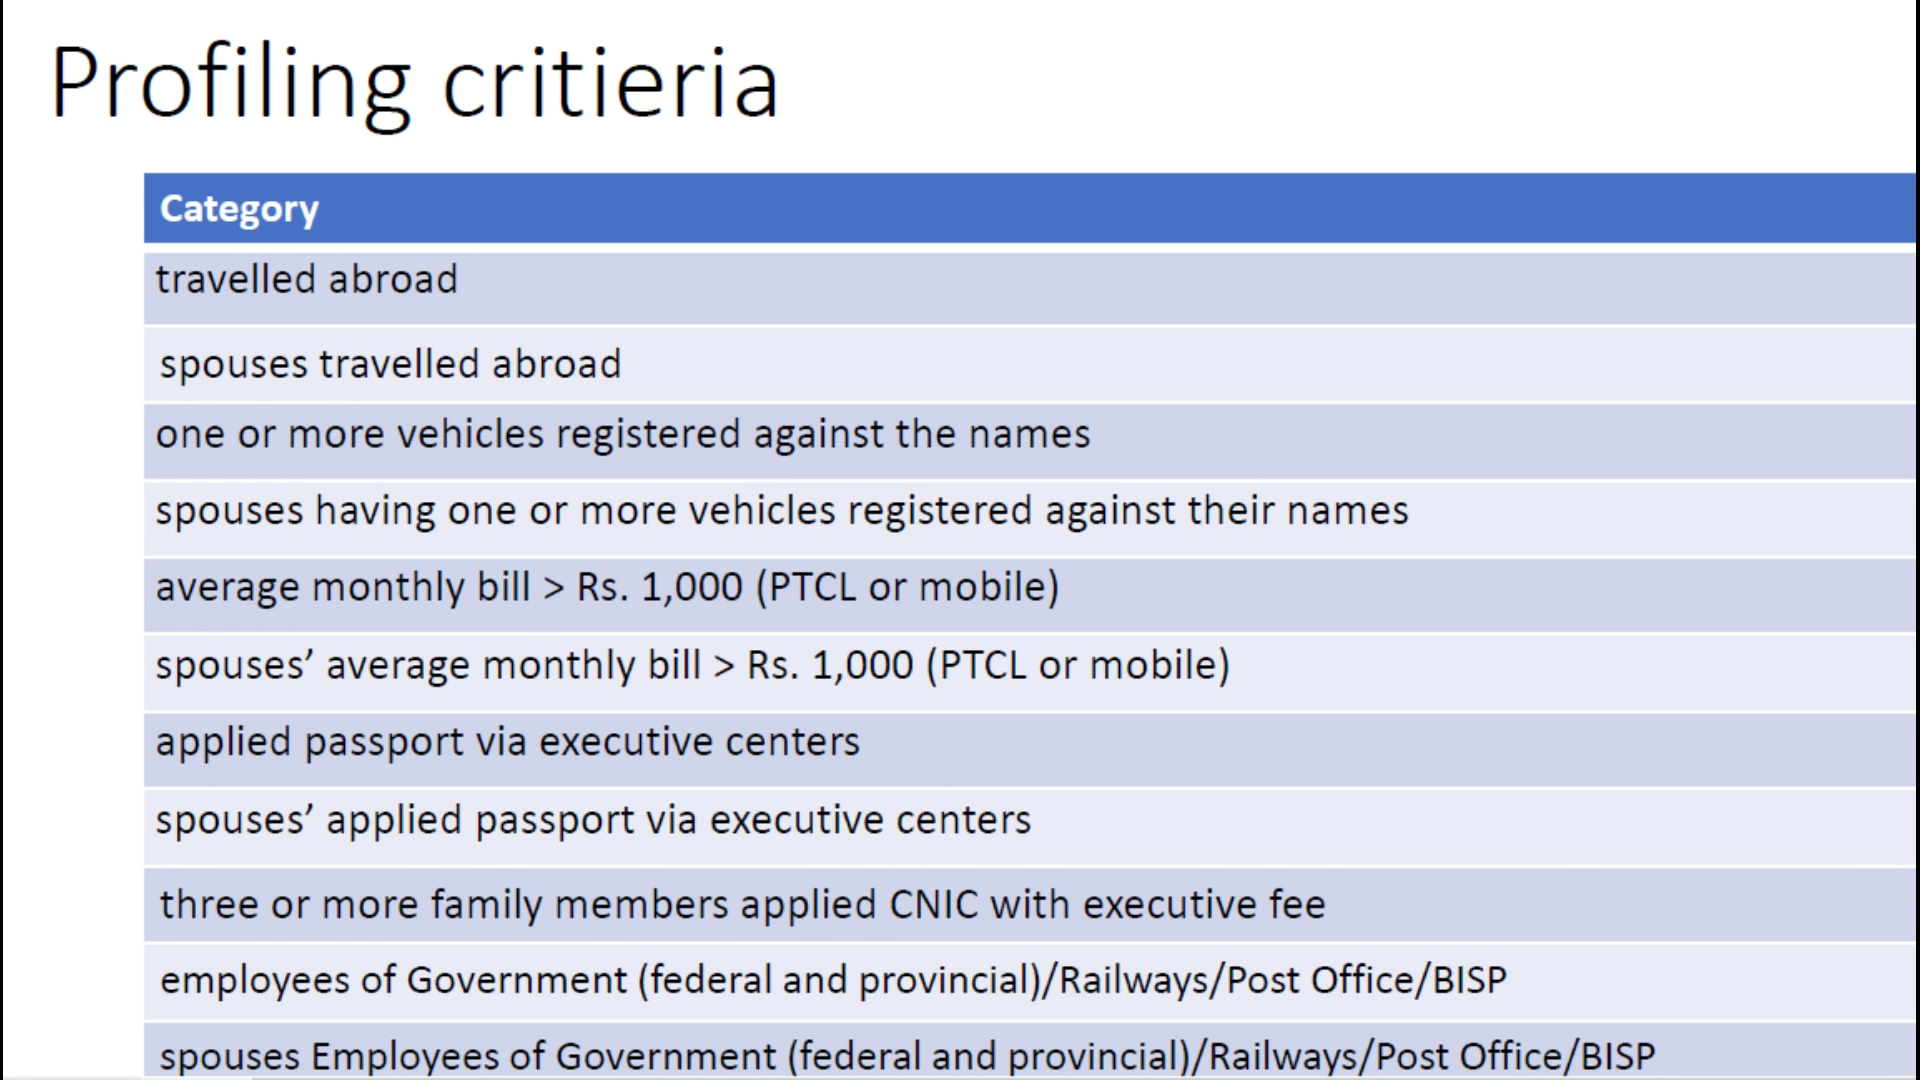 Profiling critieria
Category
travelled abroad
spouses travelled abroad
one or more vehicles registered against the names
spouses having one or more vehicles registered against their names
average monthly bill > Rs. 1,000 (PTCL or mobile)
spouses’ average monthly bill > Rs. 1,000 (PTCL or mobile)
applied passport via executive centers
spouses’ applied passport via executive centers
three or more family members applied CNIC with executive fee
employees of Government (federal and provincial)/Railways/Post Office/BISP
spouses Employees of Government (federal and provincial)/Railways/Post Office/BISP